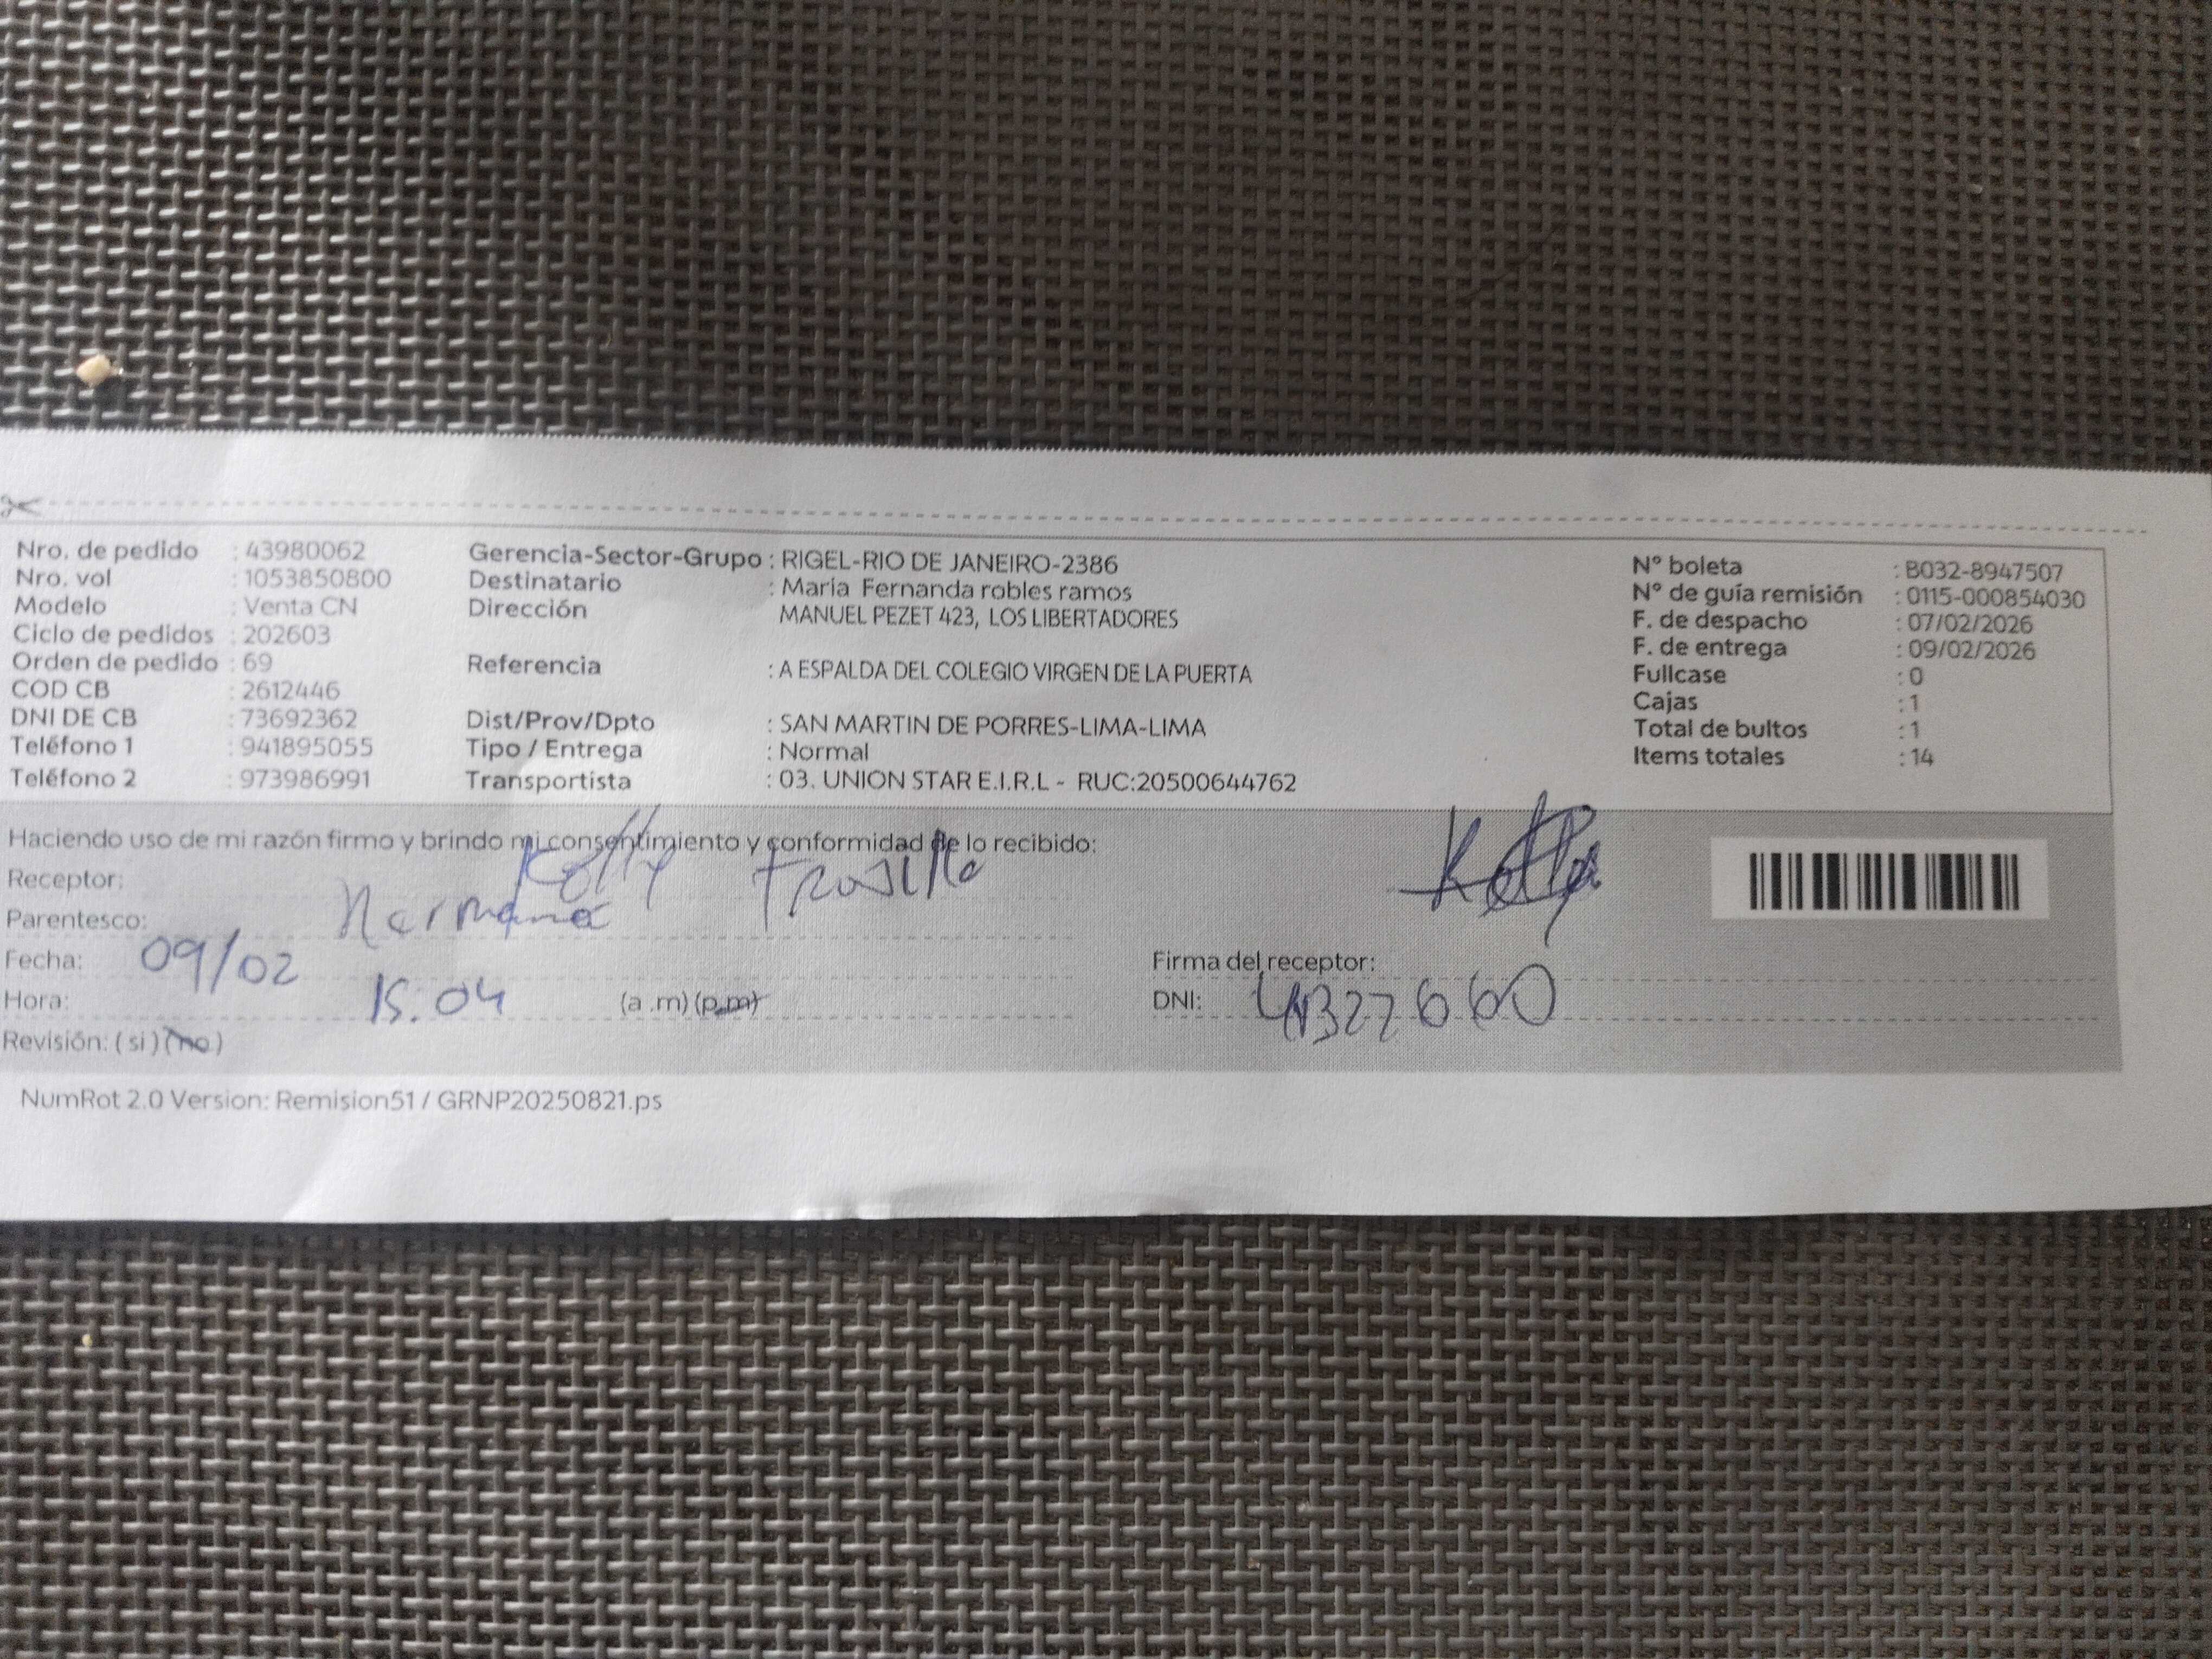 Nro. de pedido : 43980062
Nro. vol : 1053850800
Modelo : Venta CN
Ciclo de pedidos : 202603
Orden de pedido : 69
COD CB : 2612446
DNI DE CB : 73692362
Teléfono 1 : 941895055
Teléfono 2 : 973986991
Gerencia-Sector-Grupo : RIGEL-RIO DE JANEIRO-2386
Destinatario : Maria Fernanda robles ramos
Dirección MANUEL PEZET 423, LOS LIBERTADORES
Referencia : A ESPALDA DEL COLEGIO VIRGEN DE LA PUERTA
Dist/Prov/Dpto : SAN MARTIN DE PORRES-LIMA-LIMA
Tipo / Entrega : Normal
Transportista : 03. UNION STAR E.I.R.L - RUC:20500644762
N° boleta : B032-8947507
N° de guía remisión : 0115-000854030
F. de despacho : 07/02/2026
F. de entrega : 09/02/2026
Fullcase : 0
Cajas : 1
Total de bultos : 1
Items totales : 14
Haciendo uso de mi razón firmo y brindo mi consentimiento y conformidad de lo recibido:
Receptor: Kelly
Parentesco: Hermana
Fecha: 09/02
Hora: 15:04 (a .m) (p.m)
Revisión: ( si ) ( no )
Firma del receptor:
DNI:
NumRot 2.0 Version: Remision51 / GRNP20250821.ps